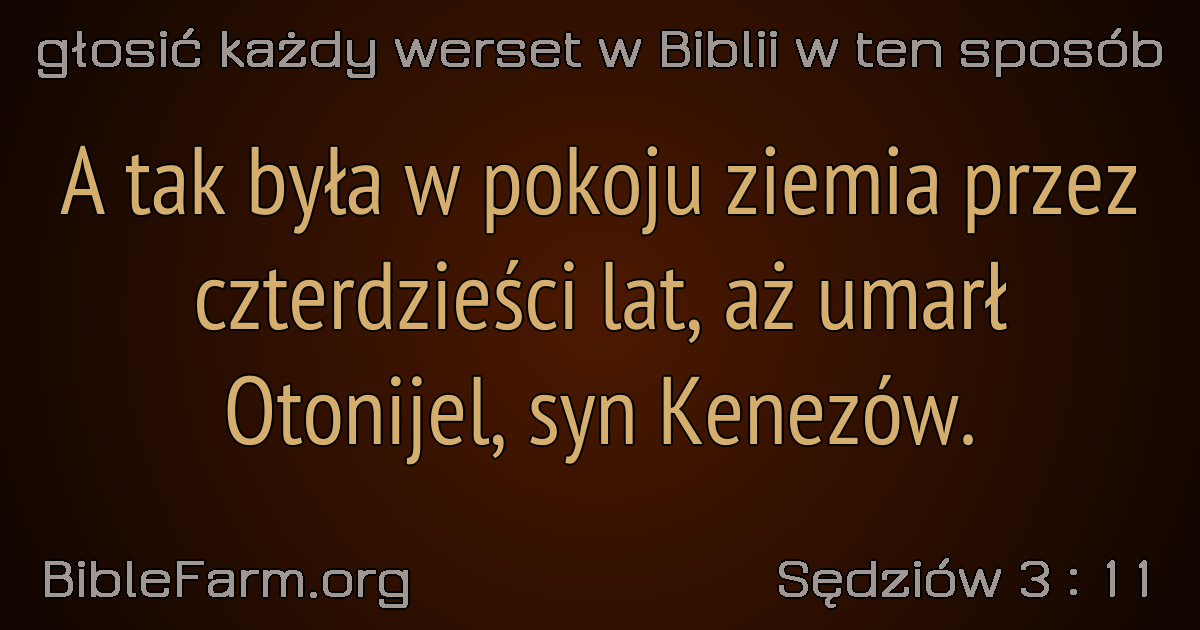 głosić każdy werset w Biblii w ten sposób
A tak była w pokoju ziemia przez
czterdzieści lat, aż umarł
Otonijel, syn Kenezów.
BibleFarm.org
Sędziów 3 : 11